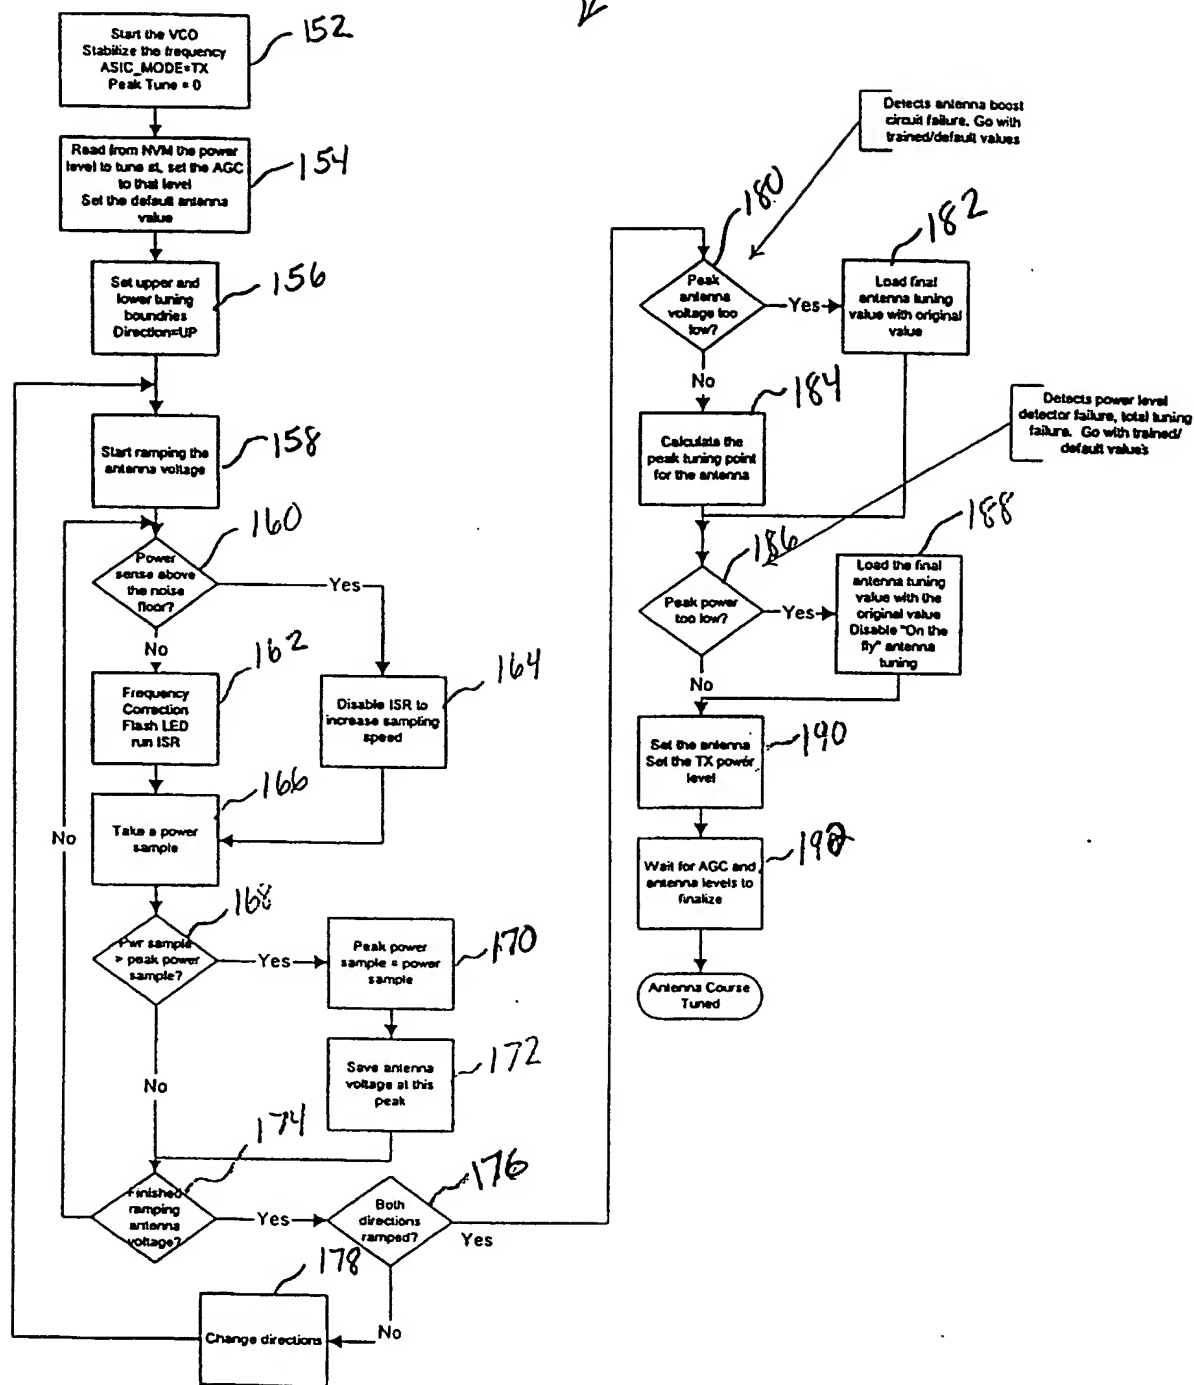 Start the VCO
Stabilize the frequency
ASIC_MODE=TX
Peak Tune = 0
152
Read from NVM the power
level to tune at, set the AGC
to that level
Set the default antenna
value
154
Set upper and
lower tuning
boundries
Direction=UP
156
Start ramping the
antenna voltage
158
Power
sense above
the noise
floor?
160
Yes
No
Frequency
Correction
Flash LED
run ISR
162
Disable ISR to
increase sampling
speed
164
Take a power
sample
166
No
Pwr sample
> peak power
sample?
168
Yes
Peak power
sample = power
sample
170
Save antenna
voltage at this
peak
172
No
Finished
ramping
antenna
voltage?
174
Yes
Both
directions
ramped?
176
Yes
No
Change directions
178
Detects antenna boost
circuit failure. Go with
trained/default values
Peak
antenna
voltage too
low?
180
Yes
Load final
antenna tuning
value with original
value
182
No
Calculate the
peak tuning point
for the antenna
184
Detects power level
detector failure, total tuning
failure. Go with trained/
default value's
Peak power
too low?
186
Yes
Load the final
antenna tuning
value with the
original value
Disable "On the
fly" antenna
tuning
188
No
Set the antenna
Set the TX power
level
190
Wait for AGC and
antenna levels to
finalize
192
Antenna Course
Tuned